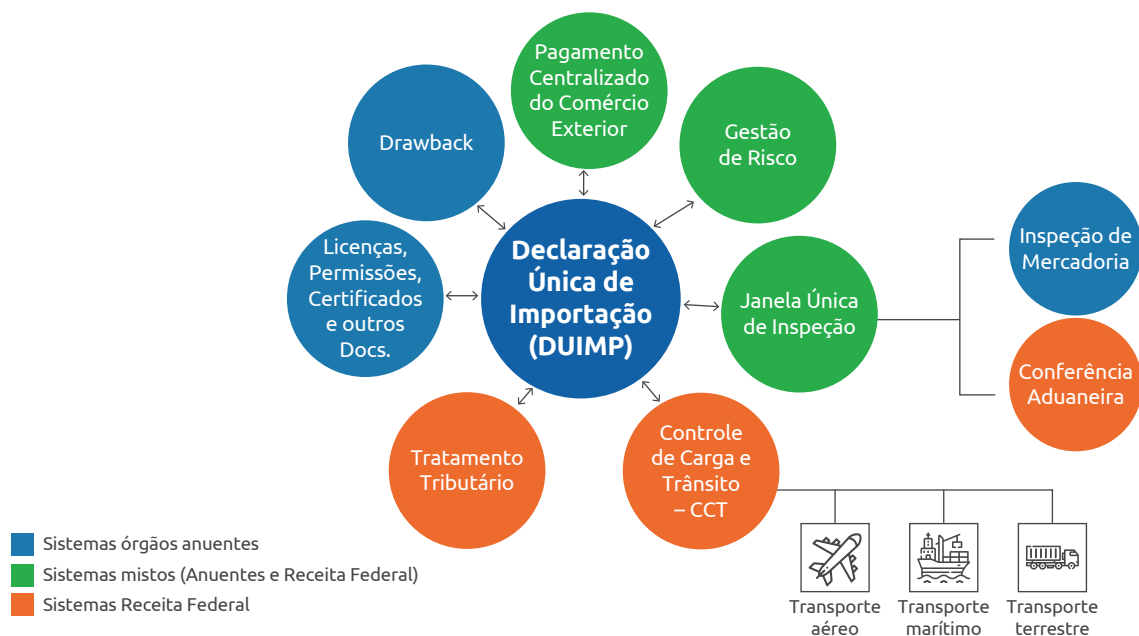 Pagamento
Centralizado
do Comércio
Exterior
Drawback
Gestão
de Risco
Licenças,
Permissões,
Certificados
e outros
Docs.
Declaração
Única de
Importação
(DUIMP)
Janela Única
de Inspeção
Inspeção de
Mercadoria
Conferência
Aduaneira
Tratamento
Tributário
Controle
de Carga e
Trânsito
– CCT
Sistemas órgãos anuentes
Sistemas mistos (Anuentes e Receita Federal)
Sistemas Receita Federal
Transporte
aéreo
Transporte
marítimo
Transporte
terrestre